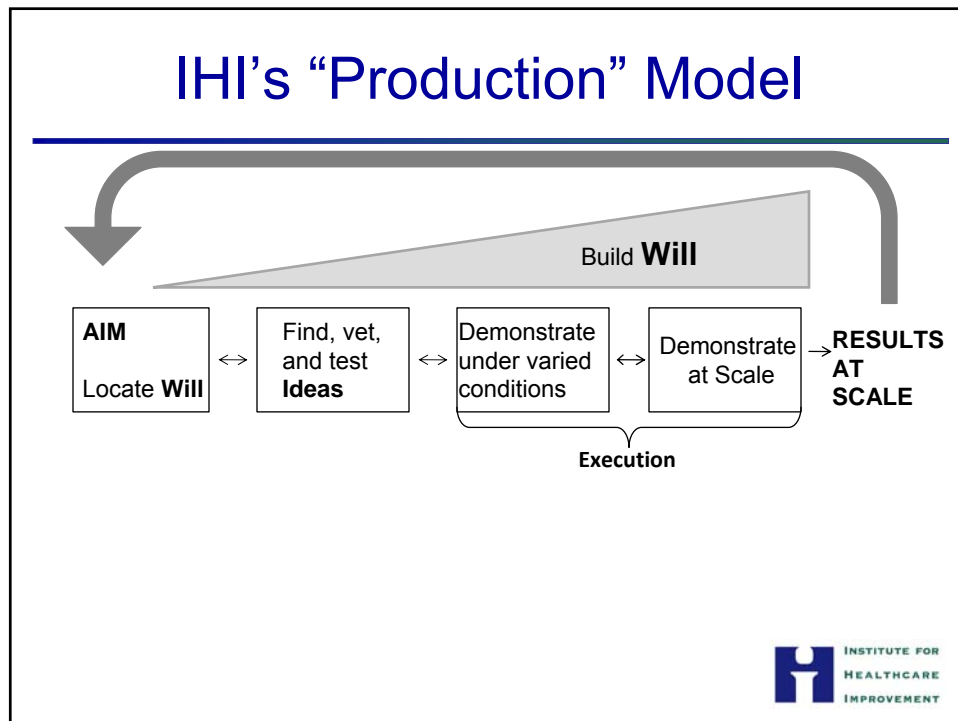 IHI's “Production” Model
Build Will
AIM
Locate Will
Find, vet,
and test
Ideas
Demonstrate
under varied
conditions
Demonstrate
at Scale
RESULTS
AT
SCALE
Execution
INSTITUTE FOR
HEALTHCARE
IMPROVEMENT